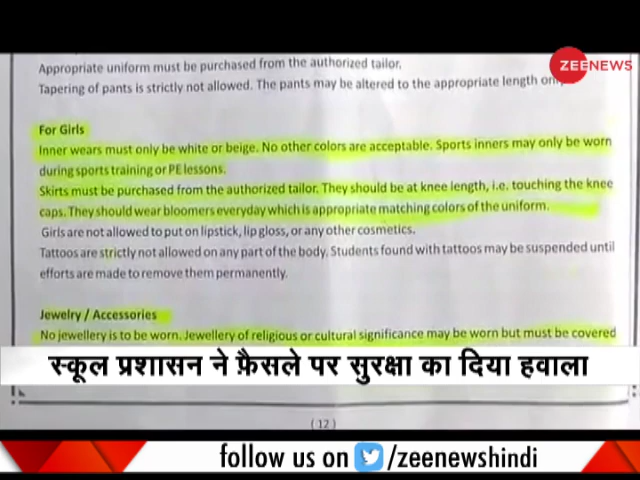 ZEENEWS
Appropriate uniform must be purchased from the authorized tailor.
Tapering of pants is strictly not allowed. The pants may be altered to the appropriate length
For Girls
Inner wears must only be white or beige. No other colors are acceptable. Sports inners may only be worn
during sports training or PE lessons.
Skirts must be purchased from the authorized tailor. They should be at knee length, i.e. touching the knee
caps. They should wear bloomers everyday which is appropriate matching colors of the uniform.
Girls are not allowed to put on lipstick, lip gloss, or any other cosmetics.
Tattoos are strictly not allowed on any part of the body. Students found with tattoos may be suspended until
efforts are made to remove them permanently.
Jewelry / Accessories
No jewellery is to be worn. Jewellery of religious or cultural significance may be worn but must be covered
स्कूल प्रशासन ने फ़ैसले पर सुरक्षा का दिया हवाला
(12)
follow us on /zeenewshindi